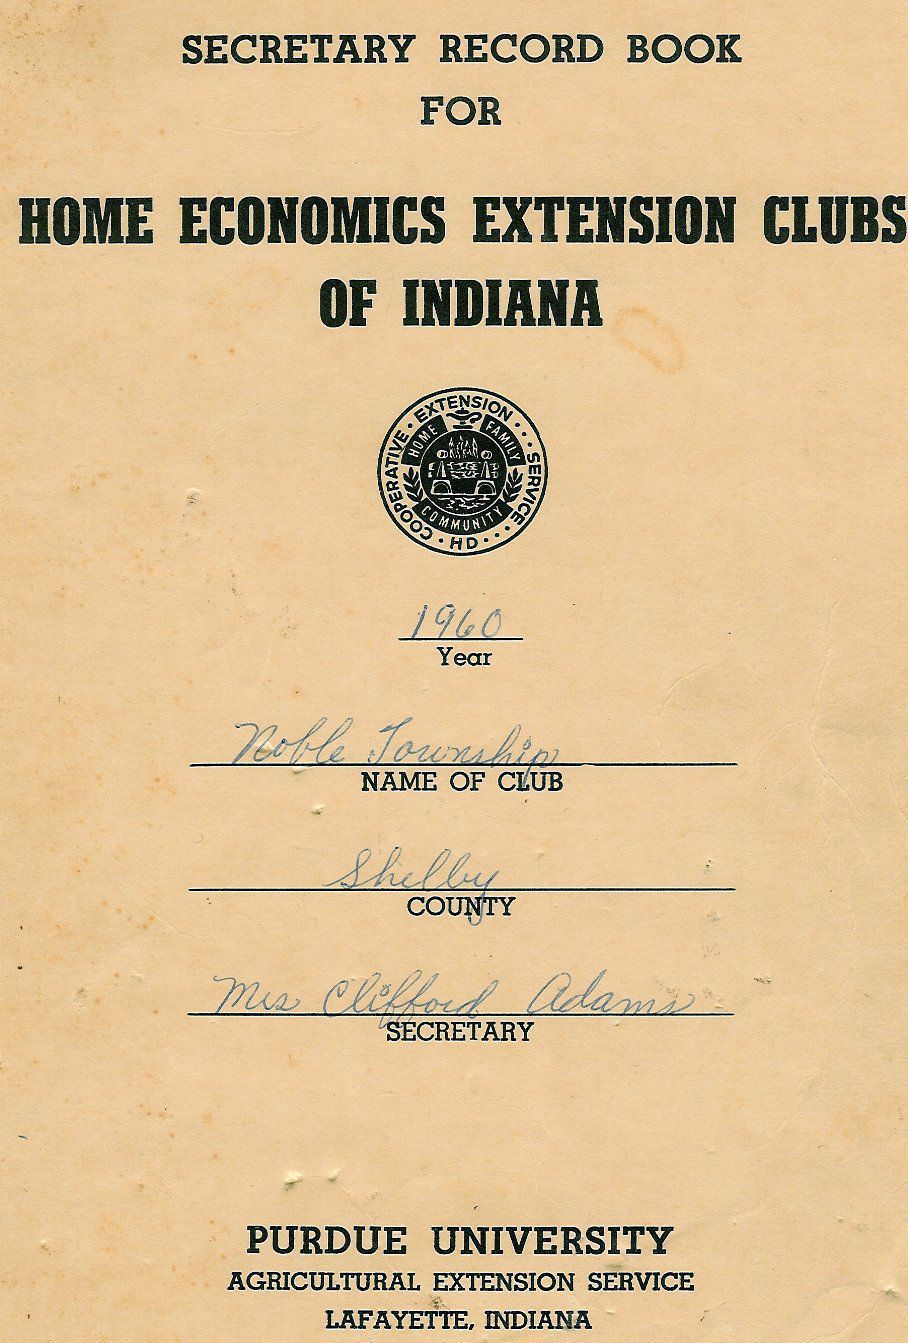 SECRETARY RECORD BOOK
FOR
HOME ECONOMICS EXTENSION CLUBS
OF INDIANA
COOPERATIVE · EXTENSION ··· SERVICE ··· HD ·
HOME FAMILY
COMMUNITY
1960
Year
Noble Township
NAME OF CLUB
Shelby
COUNTY
Mrs Clifford Adams
SECRETARY
PURDUE UNIVERSITY
AGRICULTURAL EXTENSION SERVICE
LAFAYETTE, INDIANA